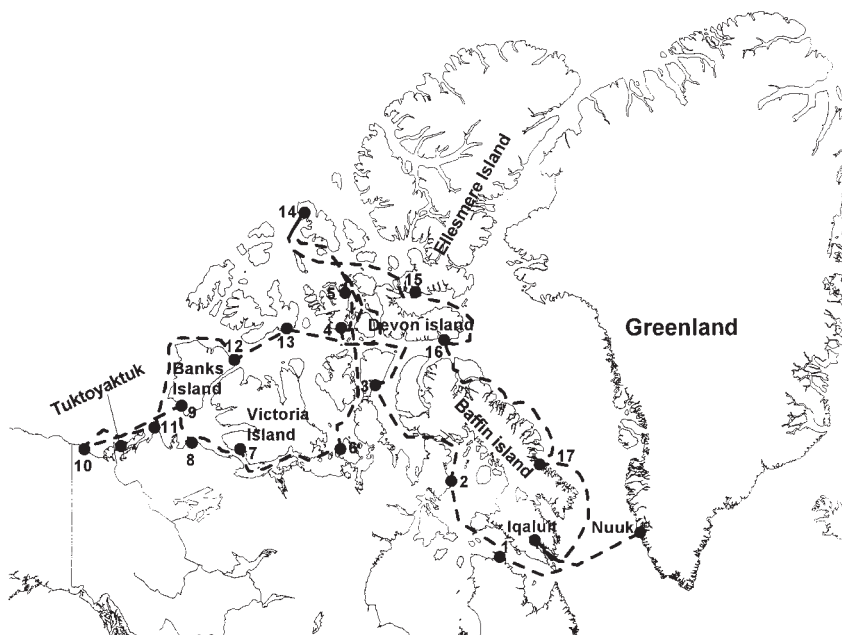 Ellesmere Island
14
15
5
Devon island
4
13
Greenland
12
16
Banks
Island
3
Tuktoyaktuk
Baffin island
9
Victoria
Island
11
17
10
8
7
6
2
Iqaluit
Nuuk
1